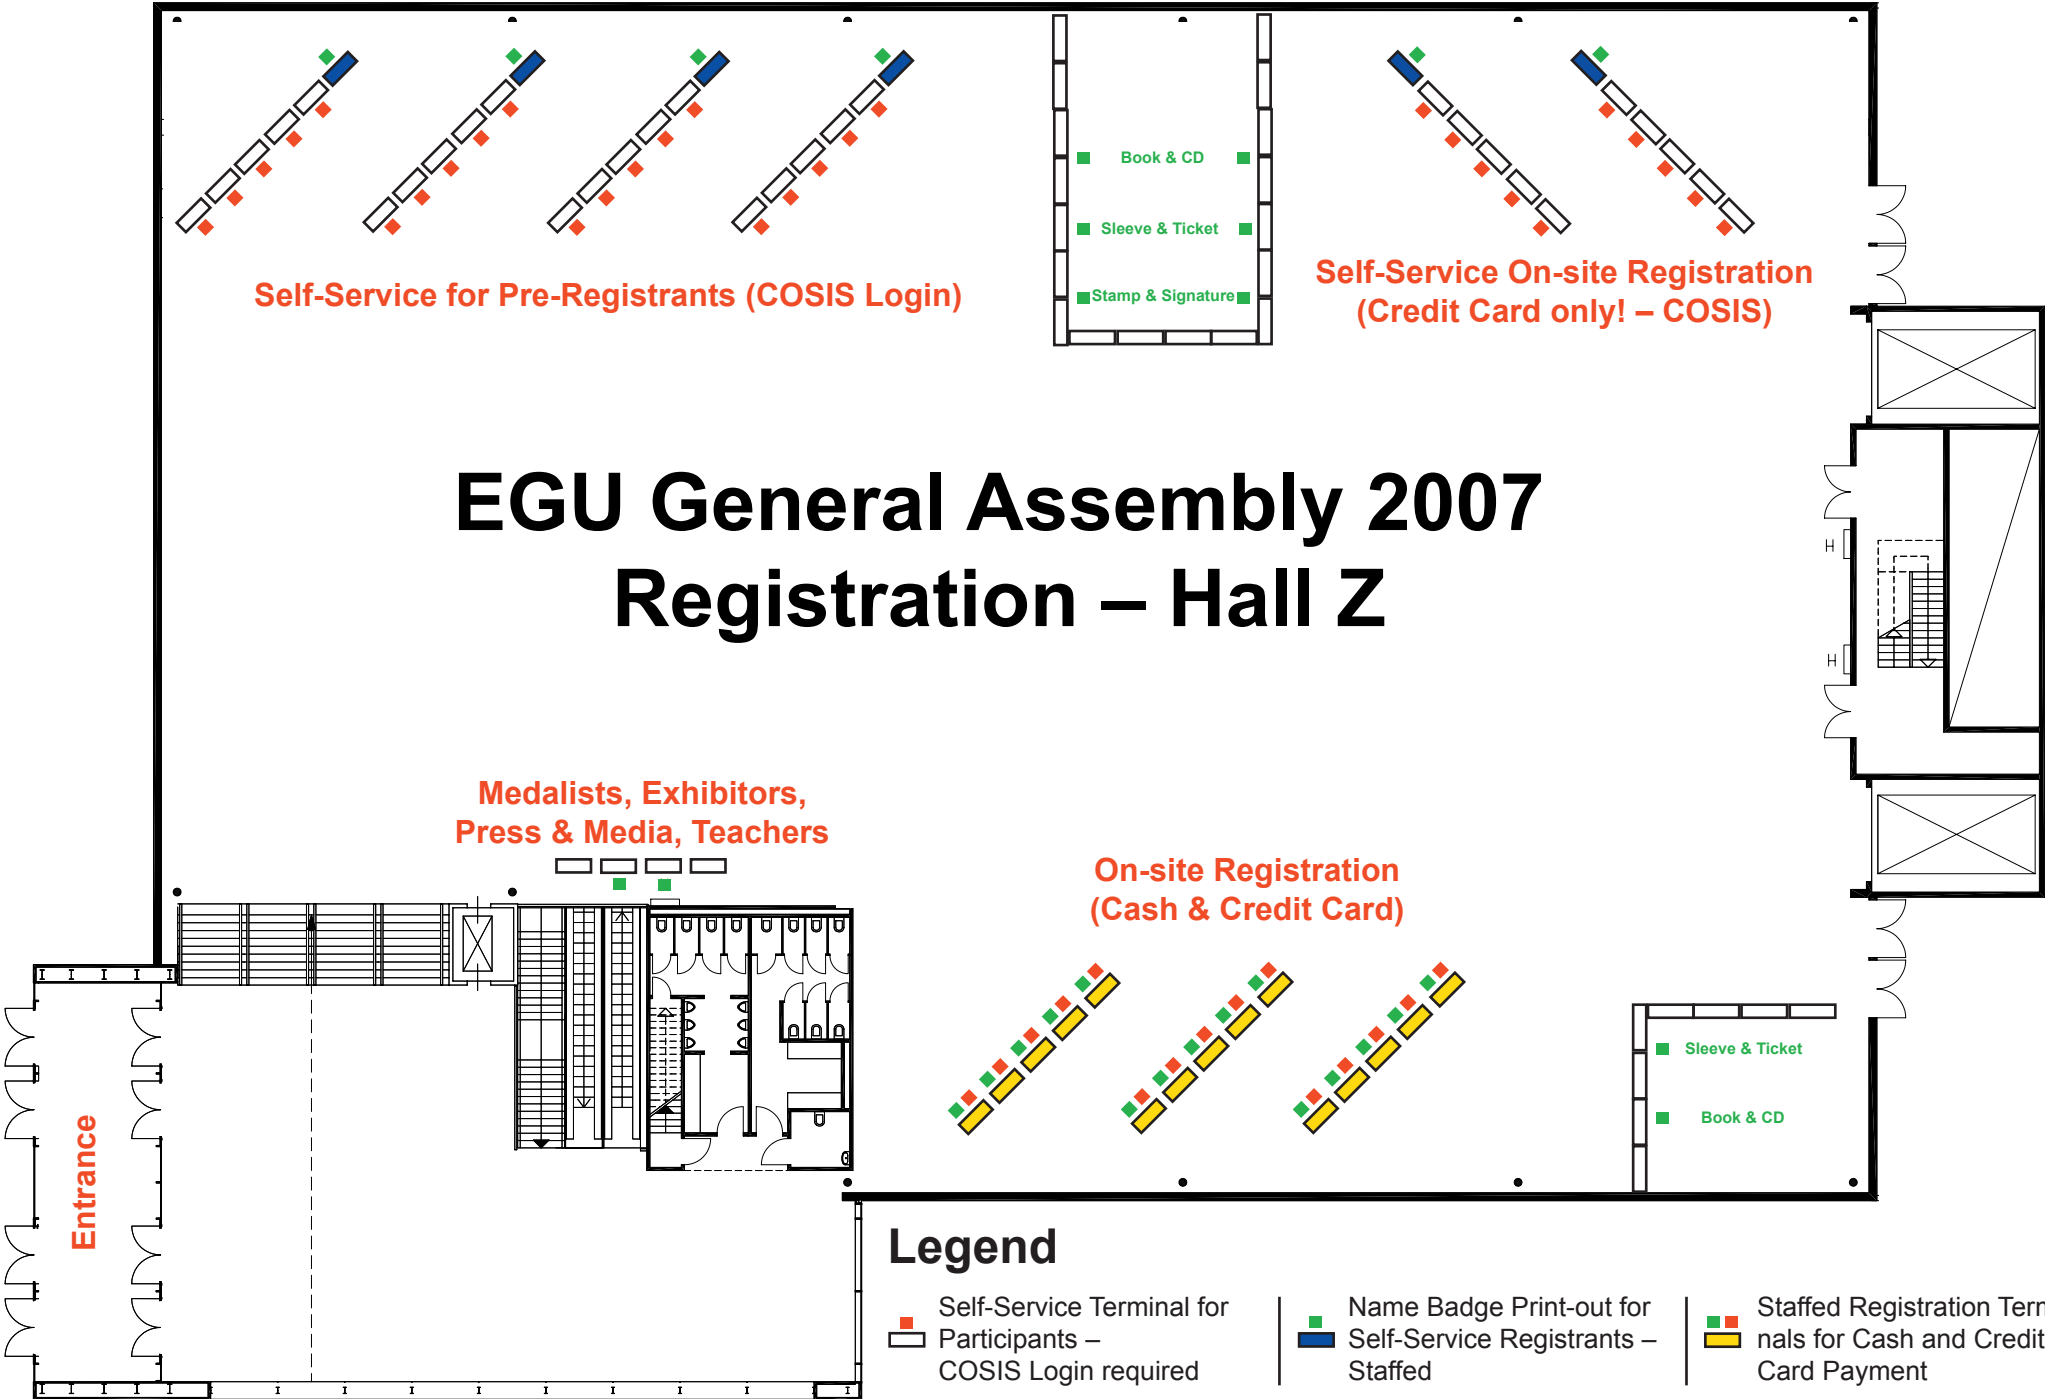 Book & CD
Sleeve & Ticket
Stamp & Signature
Self-Service for Pre-Registrants (COSIS Login)
Self-Service On-site Registration
(Credit Card only! – COSIS)
EGU General Assembly 2007
Registration – Hall Z
H
H
Medalists, Exhibitors,
Press & Media, Teachers
On-site Registration
(Cash & Credit Card)
Sleeve & Ticket
Book & CD
Entrance
Legend
Self-Service Terminal for
Participants –
COSIS Login required
Name Badge Print-out for
Self-Service Registrants –
Staffed
Staffed Registration
nals for Cash and Credit
Card Payment